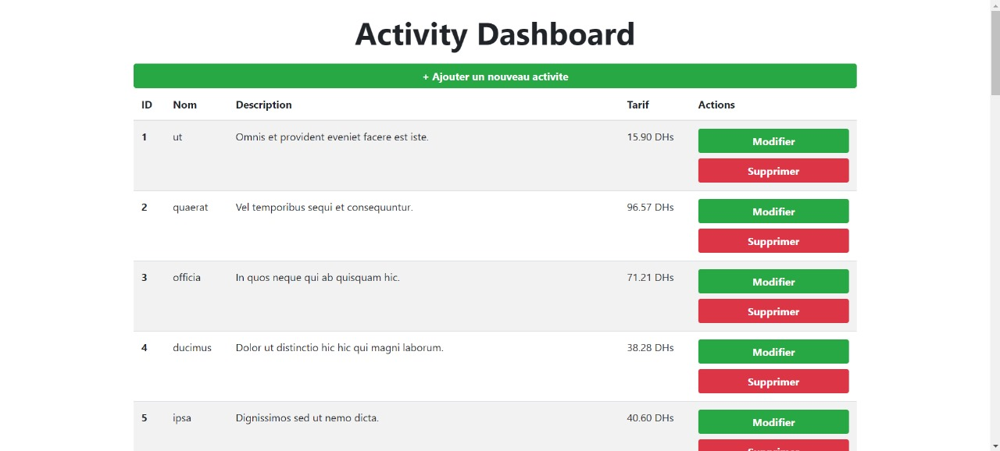 Activity Dashboard
+ Ajouter un nouveau activite
ID Nom Description Tarif Actions
1 ut Omnis et provident eveniet facere est iste. 15.90 DHs Modifier
Supprimer
2 quaerat Vel temporibus sequi et consequuntur. 96.57 DHs Modifier
Supprimer
3 officia In quos neque qui ab quisquam hic. 71.21 DHs Modifier
Supprimer
4 ducimus Dolor ut distinctio hic hic qui magni laborum. 38.28 DHs Modifier
Supprimer
5 ipsa Dignissimos sed ut nemo dicta. 40.60 DHs Modifier
Supprimer